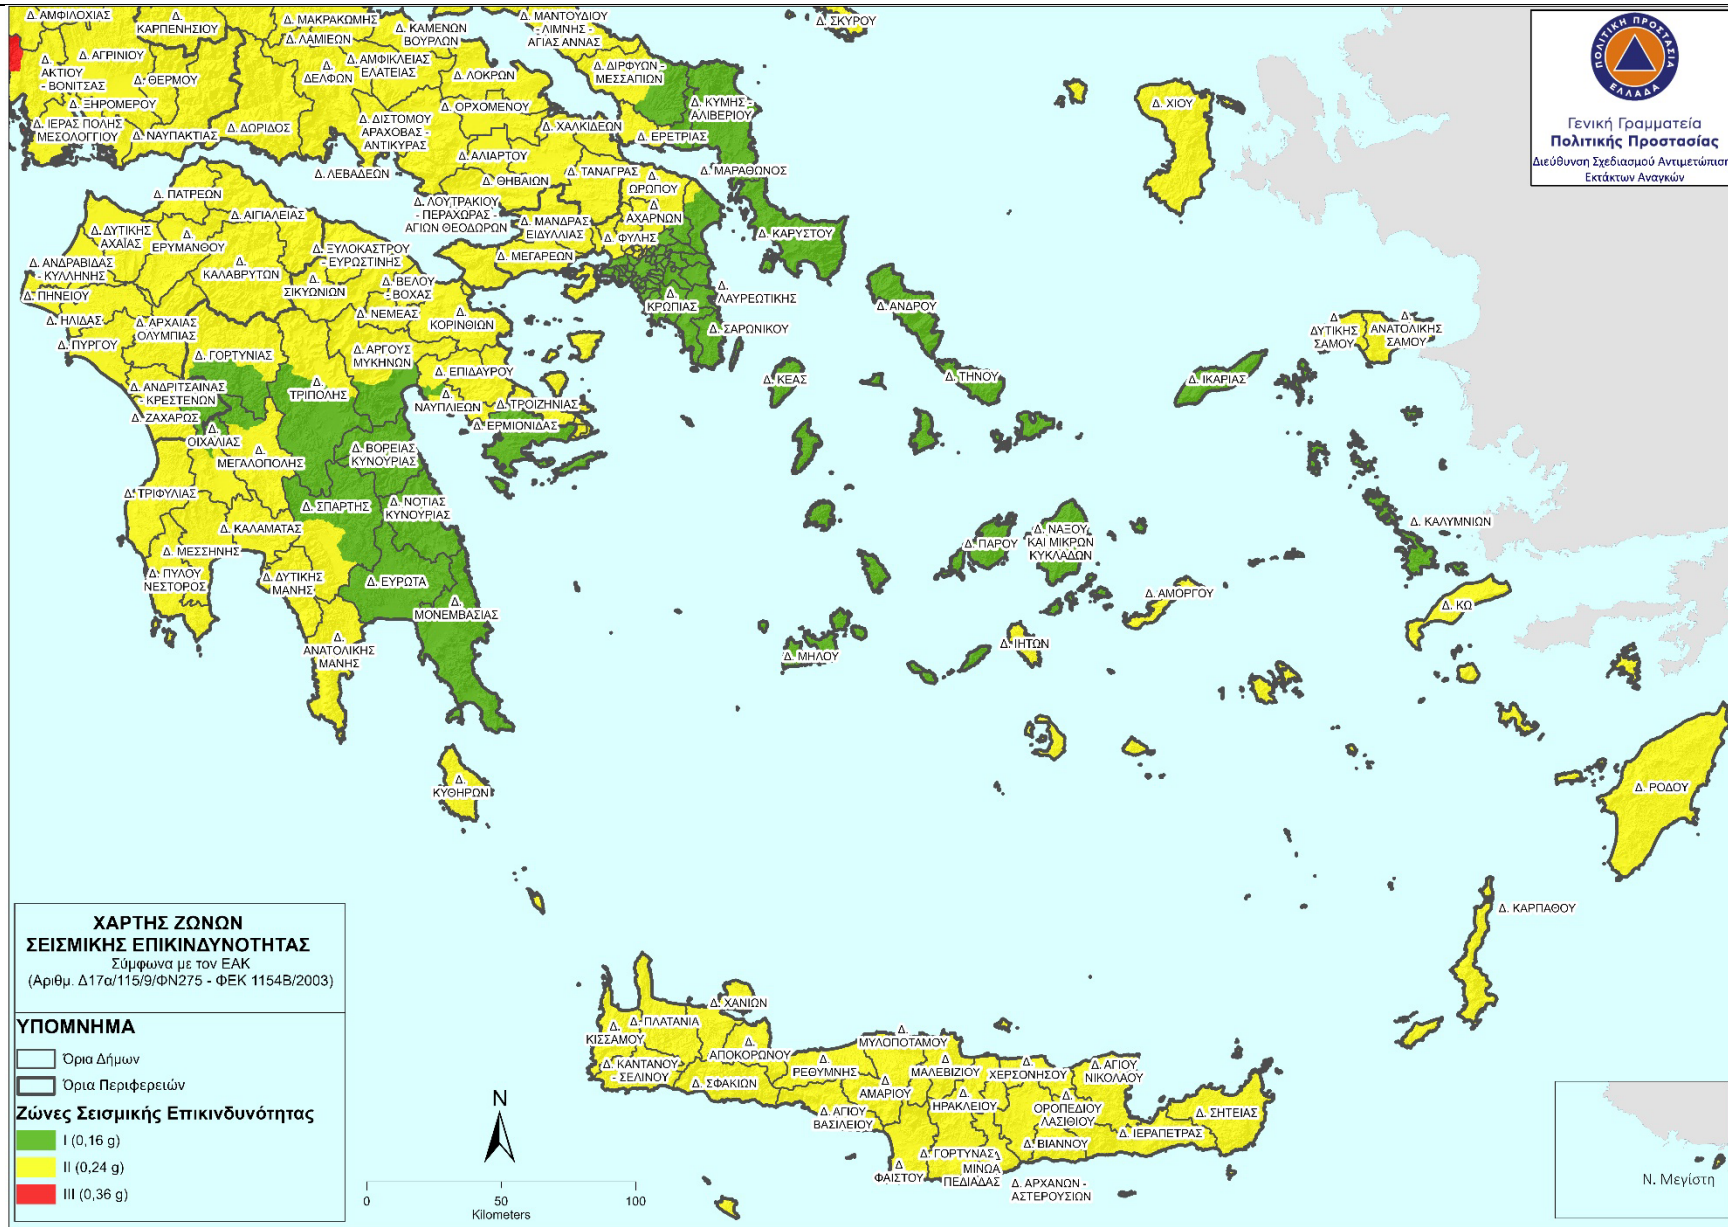 Δ. ΑΜΦΙΛΟΧΙΑΣ
Δ.
ΚΑΡΠΕΝΗΣΙΟΥ
Δ. ΜΑΚΡΑΚΩΜΗΣ
Δ. ΛΑΜΙΕΩΝ
Δ. ΚΑΜΕΝΩΝ
ΒΟΥΡΛΩΝ
Δ. ΜΑΝΤΟΥΔΙΟΥ
- ΛΙΜΝΗΣ -
ΑΓΙΑΣ ΑΝΝΑΣ
Δ. ΣΚΥΡΟΥ
Δ. ΑΓΡΙΝΙΟΥ
Δ.
ΑΚΤΙΟΥ
- ΒΟΝΙΤΣΑΣ
Δ. ΘΕΡΜΟΥ
Δ.
ΔΕΛΦΩΝ
Δ. ΑΜΦΙΚΛΕΙΑΣ
ΕΛΑΤΕΙΑΣ
Δ. ΛΟΚΡΩΝ
Δ. ΔΙΡΦΥΩΝ -
ΜΕΣΣΑΠΙΩΝ
Δ. ΞΗΡΟΜΕΡΟΥ
Δ. ΟΡΧΟΜΕΝΟΥ
Δ. ΚΥΜΗΣ -
ΑΛΙΒΕΡΙΟΥ
Δ. ΧΙΟΥ
Δ. ΙΕΡΑΣ ΠΟΛΗΣ
ΜΕΣΟΛΟΓΓΙΟΥ
Δ. ΝΑΥΠΑΚΤΙΑΣ
Δ. ΔΩΡΙΔΟΣ
Δ. ΔΙΣΤΟΜΟΥ
ΑΡΑΧΟΒΑΣ -
ΑΝΤΙΚΥΡΑΣ
Δ. ΧΑΛΚΙΔΕΩΝ
Δ. ΕΡΕΤΡΙΑΣ
Δ. ΑΛΙΑΡΤΟΥ
Δ. ΛΕΒΑΔΕΩΝ
Δ. ΘΗΒΑΙΩΝ
Δ. ΤΑΝΑΓΡΑΣ
Δ. ΜΑΡΑΘΩΝΟΣ
Δ.
ΩΡΩΠΟΥ
Δ. ΠΑΤΡΕΩΝ
Δ. ΑΙΓΙΑΛΕΙΑΣ
Δ. ΛΟΥΤΡΑΚΙΟΥ
- ΠΕΡΑΧΩΡΑΣ -
ΑΓΙΩΝ ΘΕΟΔΩΡΩΝ
Δ. ΜΑΝΔΡΑΣ
ΕΙΔΥΛΛΙΑΣ
Δ
ΑΧΑΡΝΩΝ
Δ. ΦΥΛΗΣ
Δ. ΚΑΡΥΣΤΟΥ
Δ. ΔΥΤΙΚΗΣ
ΑΧΑΪΑΣ
Δ.
ΕΡΥΜΑΝΘΟΥ
Δ. ΞΥΛΟΚΑΣΤΡΟΥ
- ΕΥΡΩΣΤΙΝΗΣ
Δ. ΜΕΓΑΡΕΩΝ
Δ. ΑΝΔΡΑΒΙΔΑΣ
- ΚΥΛΛΗΝΗΣ
Δ.
ΚΑΛΑΒΡΥΤΩΝ
Δ.
ΣΙΚΥΩΝΙΩΝ
Δ. ΒΕΛΟΥ
- ΒΟΧΑΣ
Δ. ΠΗΝΕΙΟΥ
Δ. ΝΕΜΕΑΣ
Δ.
ΚΟΡΙΝΘΙΩΝ
Δ.
ΚΡΩΠΙΑΣ
Δ.
ΛΑΥΡΕΩΤΙΚΗΣ
Δ. ΣΑΡΩΝΙΚΟΥ
Δ. ΑΝΔΡΟΥ
Δ. ΗΛΙΔΑΣ
Δ. ΑΡΧΑΙΑΣ
ΟΛΥΜΠΙΑΣ
Δ. ΠΥΡΓΟΥ
Δ. ΓΟΡΤΥΝΙΑΣ
Δ. ΑΡΓΟΥΣ
ΜΥΚΗΝΩΝ
Δ. ΕΠΙΔΑΥΡΟΥ
Δ. ΚΕΑΣ
Δ. ΤΗΝΟΥ
Δ. ΙΚΑΡΙΑΣ
Δ
ΔΥΤΙΚΗΣ
ΣΑΜΟΥ
Δ.
ΑΝΑΤΟΛΙΚΗΣ
ΣΑΜΟΥ
Δ. ΑΝΔΡΙΤΣΑΙΝΑΣ
- ΚΡΕΣΤΕΝΩΝ
Δ.
ΤΡΙΠΟΛΗΣ
Δ.
ΝΑΥΠΛΙΕΩΝ
Δ. ΤΡΟΙΖΗΝΙΑΣ
Δ. ΖΑΧΑΡΩΣ
Δ. ΕΡΜΙΟΝΙΔΑΣ
Δ.
ΟΙΧΑΛΙΑΣ
Δ.
ΜΕΓΑΛΟΠΟΛΗΣ
Δ. ΒΟΡΕΙΑΣ
ΚΥΝΟΥΡΙΑΣ
Δ. ΤΡΙΦΥΛΙΑΣ
Δ. ΣΠΑΡΤΗΣ
Δ. ΝΟΤΙΑΣ
ΚΥΝΟΥΡΙΑΣ
Δ. ΚΑΛΑΜΑΤΑΣ
Δ. ΠΑΡΟΥ
Δ. ΝΑΞΟΥ
ΚΑΙ ΜΙΚΡΩΝ
ΚΥΚΛΑΔΩΝ
Δ. ΚΑΛΥΜΝΙΩΝ
Δ. ΜΕΣΣΗΝΗΣ
Δ. ΠΥΛΟΥ
ΝΕΣΤΟΡΟΣ
Δ. ΔΥΤΙΚΗΣ
ΜΑΝΗΣ
Δ. ΕΥΡΩΤΑ
Δ.
ΜΟΝΕΜΒΑΣΙΑΣ
Δ. ΑΜΟΡΓΟΥ
Δ. ΚΩ
Δ.
ΑΝΑΤΟΛΙΚΗΣ
ΜΑΝΗΣ
Δ. ΜΗΛΟΥ
Δ. ΙΗΤΩΝ
Δ.
ΚΥΘΗΡΩΝ
Δ. ΡΟΔΟΥ
Δ. ΚΑΡΠΑΘΟΥ
Δ. ΧΑΝΙΩΝ
Δ. ΠΛΑΤΑΝΙΑ
Δ.
ΚΙΣΣΑΜΟΥ
Δ.
ΑΠΟΚΟΡΩΝΟΥ
Δ.
ΜΥΛΟΠΟΤΑΜΟΥ
Δ. ΚΑΝΤΑΝΟΥ
- ΣΕΛΙΝΟΥ
Δ. ΣΦΑΚΙΩΝ
Δ.
ΡΕΘΥΜΝΗΣ
Δ.
ΜΑΛΕΒΙΖΙΟΥ
Δ.
ΧΕΡΣΟΝΗΣΟΥ
Δ. ΑΓΙΟΥ
ΝΙΚΟΛΑΟΥ
Δ.
ΑΜΑΡΙΟΥ
Δ.
ΗΡΑΚΛΕΙΟΥ
Δ.
ΟΡΟΠΕΔΙΟΥ
ΛΑΣΙΘΙΟΥ
Δ. ΣΗΤΕΙΑΣ
Δ. ΑΓΙΟΥ
ΒΑΣΙΛΕΙΟΥ
Δ. ΙΕΡΑΠΕΤΡΑΣ
Δ. ΒΙΑΝΝΟΥ
Δ. ΓΟΡΤΥΝΑΣ
Δ
ΦΑΙΣΤΟΥ
Δ
ΜΙΝΩΑ
ΠΕΔΙΑΔΑΣ
Δ. ΑΡΧΑΝΩΝ -
ΑΣΤΕΡΟΥΣΙΩΝ
ΠΟΛΙΤΙΚΗ ΠΡΟΣΤΑΣΙΑ
ΕΛΛΑΔΑ
Γενική Γραμματεία
Πολιτικής Προστασίας
Διεύθυνση Σχεδιασμού Αντιμετώπισ
Εκτάκτων Αναγκών
ΧΑΡΤΗΣ ΖΩΝΩΝ
ΣΕΙΣΜΙΚΗΣ ΕΠΙΚΙΝΔΥΝΟΤΗΤΑΣ
Σύμφωνα με τον ΕΑΚ
(Αριθμ. Δ17α/115/9/ΦΝ275 - ΦΕΚ 1154Β/2003)
ΥΠΟΜΝΗΜΑ
Όρια Δήμων
Όρια Περιφερειών
Ζώνες Σεισμικής Επικινδυνότητας
I (0,16 g)
II (0,24 g)
III (0,36 g)
N
0 50 100
Kilometers
Ν. Μεγίστη